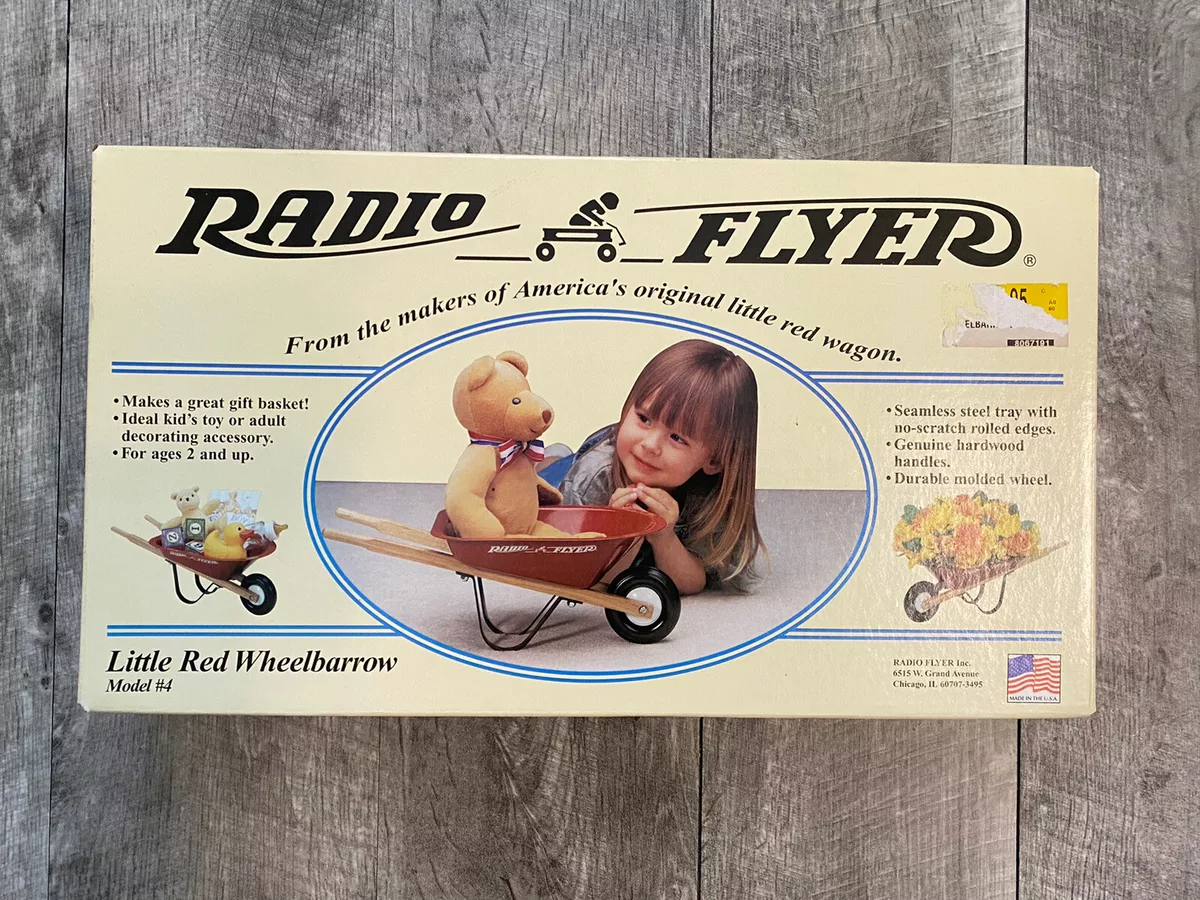 RADIO FLYER ®
From the makers of America's original little red wagon.
• Makes a great gift basket!
• Ideal kid's toy or adult
decorating accessory.
• For ages 2 and up.
• Seamless steel tray with
no-scratch rolled edges.
• Genuine hardwood
handles.
• Durable molded wheel.
RADIO FLYER
Little Red Wheelbarrow
Model #4
RADIO FLYER Inc.
6515 W. Grand Avenue
Chicago, IL 60707-3495
MADE IN THE U.S.A.
8067191